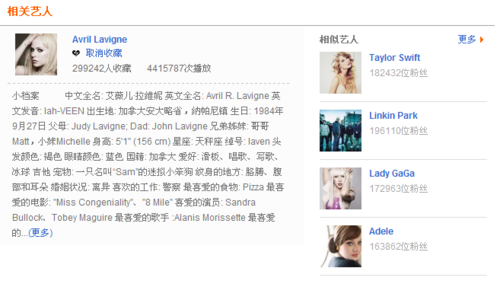 相关艺人
Avril Lavigne
取消收藏
299242人收藏 4415787次播放
小档案 中文全名: 艾薇儿·拉维妮 英文全名: Avril R. Lavigne 英
文发音: lah-VEEN 出生地: 加拿大安大略省，纳帕尼镇 生日: 1984年
9月27日 父母: Judy Lavigne; Dad: John Lavigne 兄弟姊妹: 哥哥
Matt，小妹Michelle 身高: 5'1" (156 cm) 星座: 天秤座 绰号: laven 头
发颜色: 褐色 眼睛颜色: 蓝色 国籍: 加拿大 爱好: 滑板、唱歌、写歌、
冰球 吉他 宠物: 一只名叫“Sam”的迷你小笨狗 纹身的地方: 胳膊、腹
部和耳朵 婚姻状况: 离异 喜欢的工作: 警察 最喜爱的食物: Pizza 最喜
爱的电影: "Miss Congeniality"、"8 Mile" 喜爱的演员: Sandra
Bullock、Tobey Maguire 最喜爱的歌手 :Alanis Morissette 最喜爱
的...(更多)
相似艺人 更多
Taylor Swift
182432位粉丝
Linkin Park
196110位粉丝
Lady GaGa
172963位粉丝
Adele
163862位粉丝